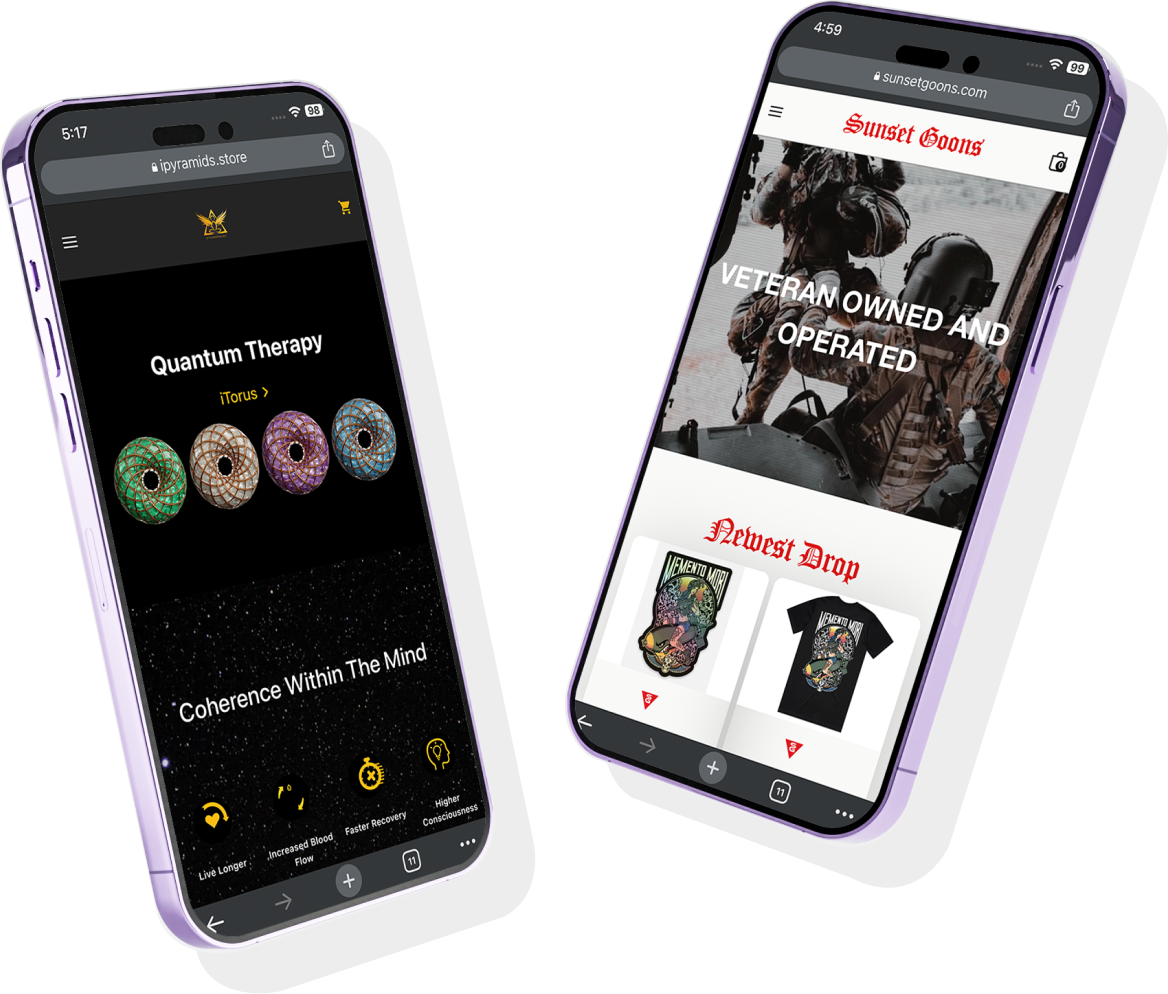 5:17
98
ipyramids.store
Quantum Therapy
iTorus >
Coherence Within The Mind
Live Longer
Increased Blood
Flow
Faster Recovery
Higher
Consciousness
11
4:59
99
sunsetgoons.com
Sunset Goons
0
VETERAN OWNED AND
OPERATED
Newest Drop
MEMENTO MORI
MEMENTO MORI
SG
SG
11